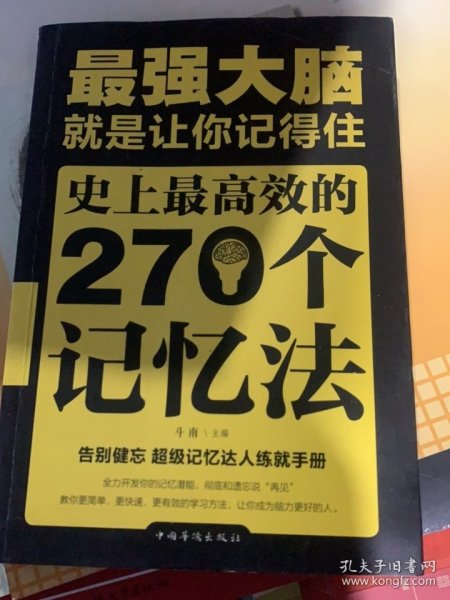 最强大脑
就是让你记得住
史上最高效的
270个
记忆法
斗南\主编
告别健忘 超级记忆达人练就手册
全力开发你的记忆潜能，彻底和遗忘说“再见”
教你更简单、更快速、更有效的学习方法，让你成为脑力更好的人。
中国华侨出版社
孔夫子旧书网
www.kongfz.com